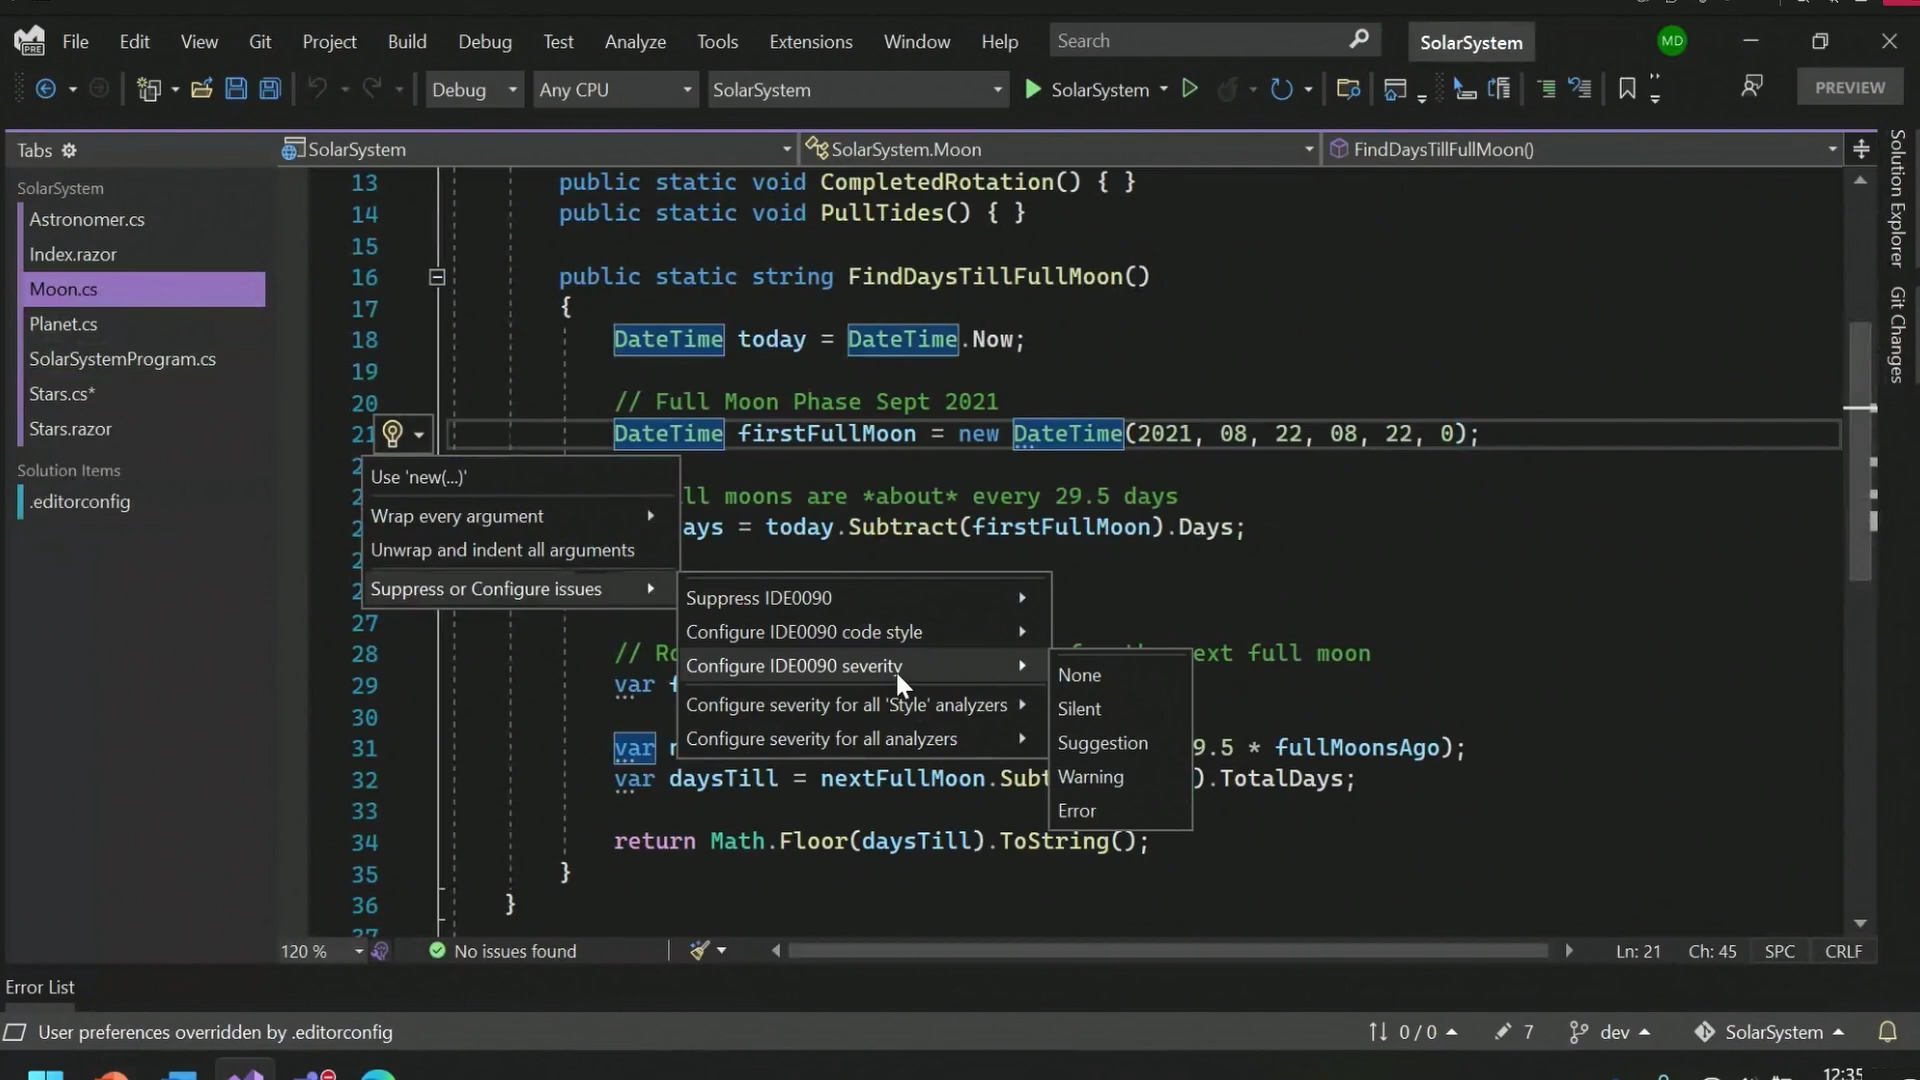 PRE
File Edit View Git Project Build Debug Test Analyze Tools Extensions Window Help Search SolarSystem MD
Debug Any CPU SolarSystem SolarSystem PREVIEW
Tabs
SolarSystem
Astronomer.cs
Index.razor
Moon.cs
Planet.cs
SolarSystemProgram.cs
Stars.cs*
Stars.razor
Solution Items
.editorconfig
SolarSystem SolarSystem.Moon FindDaysTillFullMoon()
13 public static void CompletedRotation() { }
14 public static void PullTides() { }
15
16 public static string FindDaysTillFullMoon()
17 {
18 DateTime today = DateTime.Now;
19
20 // Full Moon Phase Sept 2021
21 DateTime firstFullMoon = new DateTime(2021, 08, 22, 08, 22, 0);
ll moons are *about* every 29.5 days
ays = today.Subtract(firstFullMoon).Days;
27
28 // Ro ext full moon
29 var f
30
31 var n 9.5 * fullMoonsAgo);
32 var daysTill = nextFullMoon.Subt ).TotalDays;
33
34 return Math.Floor(daysTill).ToString();
35 }
36 }
37
Use 'new(...)'
Wrap every argument
Unwrap and indent all arguments
Suppress or Configure issues
Suppress IDE0090
Configure IDE0090 code style
Configure IDE0090 severity
Configure severity for all 'Style' analyzers
Configure severity for all analyzers
None
Silent
Suggestion
Warning
Error
Solution Explorer
Git Changes
120 % No issues found Ln: 21 Ch: 45 SPC CRLF
Error List
User preferences overridden by .editorconfig 0 / 0 7 dev SolarSystem
12:35